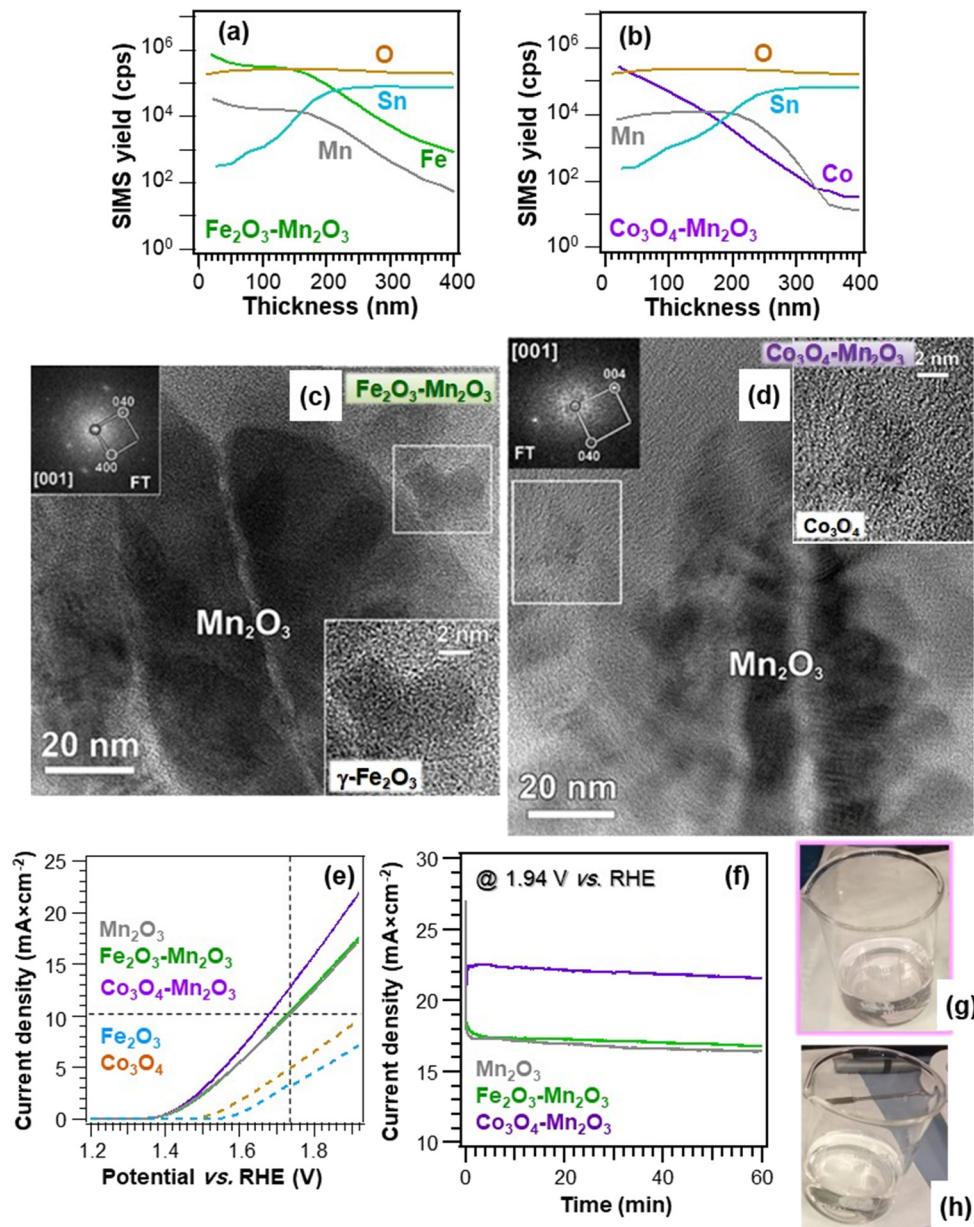 (a)
SIMS yield (cps)
10⁶
10⁴
10²
10⁰
O
Sn
Mn
Fe
Fe₂O₃-Mn₂O₃
0 100 200 300 400
Thickness (nm)
(b)
SIMS yield (cps)
10⁶
10⁴
10²
10⁰
O
Sn
Mn
Co
Co₃O₄-Mn₂O₃
0 100 200 300 400
Thickness (nm)
(c)
Fe₂O₃-Mn₂O₃
040
400
[001]
FT
Mn₂O₃
2 nm
γ-Fe₂O₃
20 nm
[001]
Co₃O₄-Mn₂O₃
2 nm
004
(d)
040
FT
Co₃O₄
Mn₂O₃
20 nm
(e)
Current density (mA×cm⁻²)
25
20
15
10
5
0
Mn₂O₃
Fe₂O₃-Mn₂O₃
Co₃O₄-Mn₂O₃
Fe₂O₃
Co₃O₄
1.2 1.4 1.6 1.8
Potential vs. RHE (V)
(f)
Current density (mA×cm⁻²)
30
25
20
15
10
@ 1.94 V vs. RHE
Mn₂O₃
Fe₂O₃-Mn₂O₃
Co₃O₄-Mn₂O₃
0 20 40 60
Time (min)
(g)
(h)